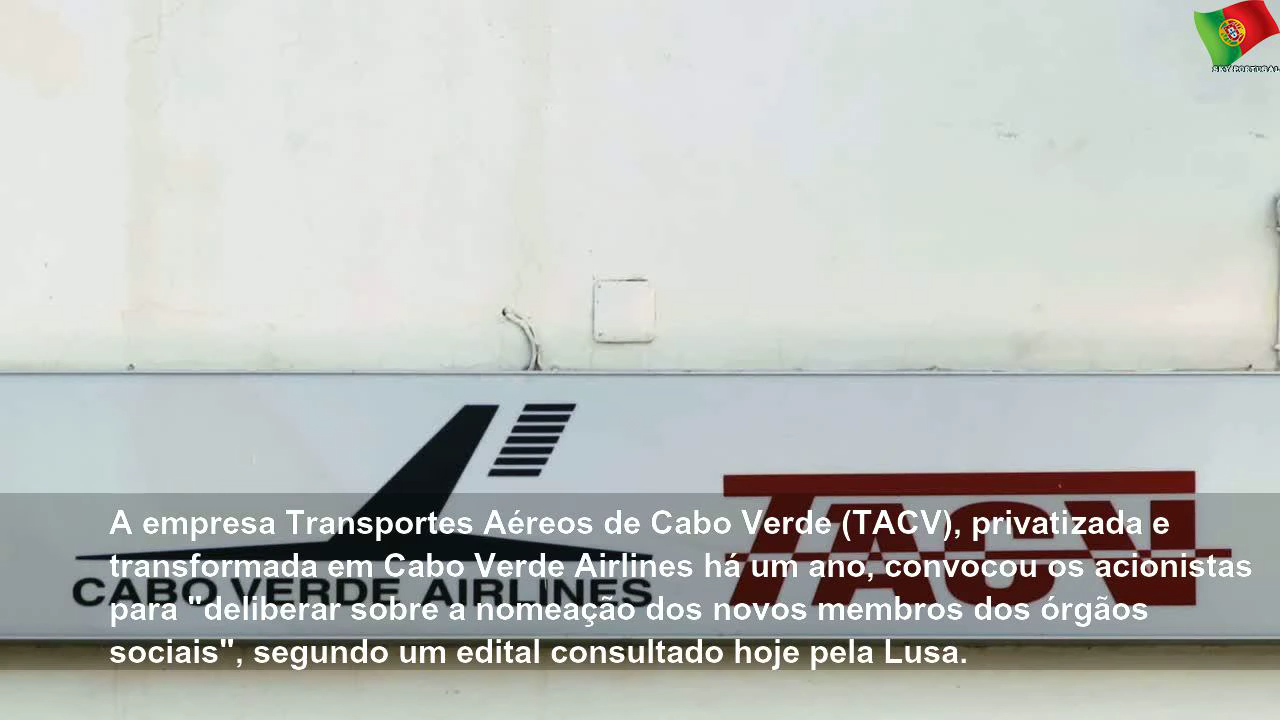 SKY PORTUGAL
TACV
CABO VERDE AIRLINES
A empresa Transportes Aéreos de Cabo Verde (TACV), privatizada e
transformada em Cabo Verde Airlines há um ano, convocou os acionistas
para "deliberar sobre a nomeação dos novos membros dos órgãos
sociais", segundo um edital consultado hoje pela Lusa.